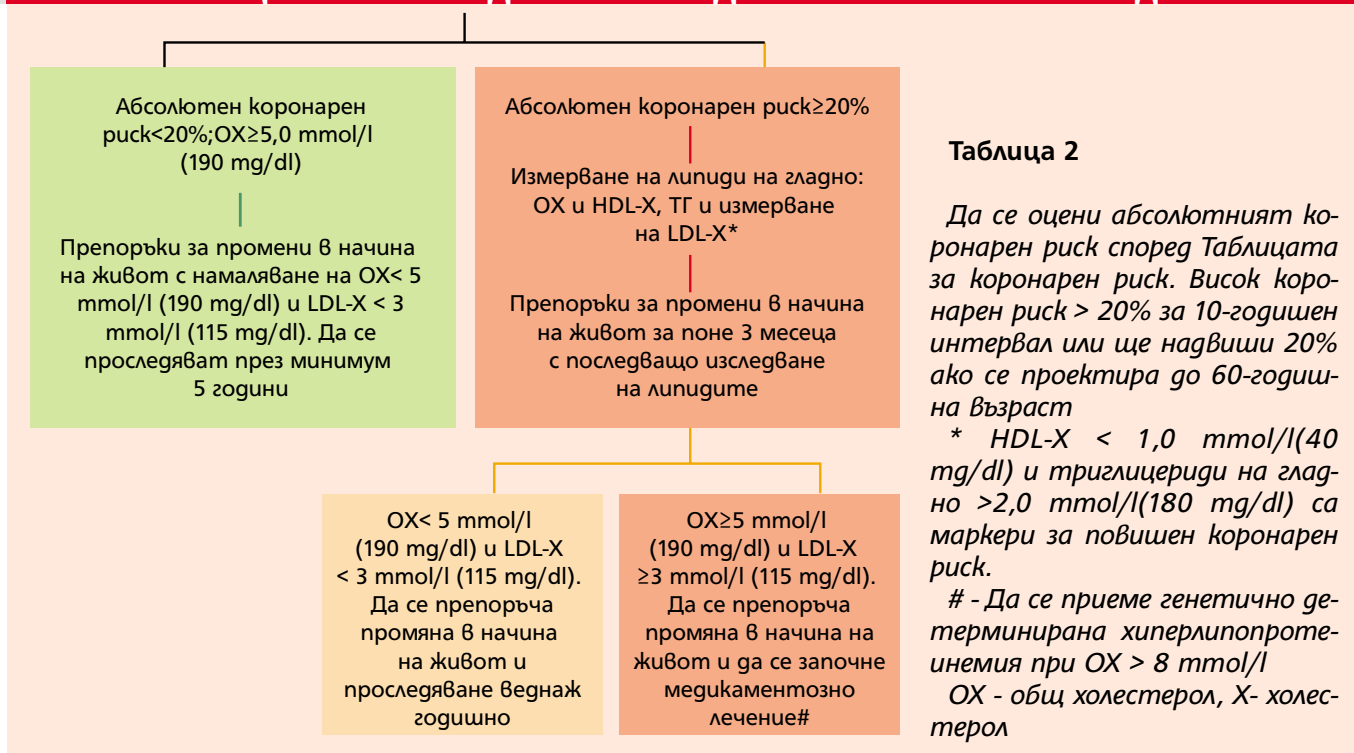 Абсолютен коронарен
риск<20%;ОХ≥5,0 mmol/l
(190 mg/dl)
Препоръки за промени в начина
на живот с намаляване на ОХ< 5
mmol/l (190 mg/dl) и LDL-X < 3
mmol/l (115 mg/dl). Да се
проследяват през минимум
5 години
Абсолютен коронарен риск≥20%
Измерване на липиди на гладно:
ОХ и HDL-X, ТГ и измерване
на LDL-X*
Препоръки за промени в начина
на живот за поне 3 месеца
с последващо изследване
на липидите
ОХ< 5 mmol/l
(190 mg/dl) и LDL-X
< 3 mmol/l (115 mg/dl).
Да се препоръча
промяна в начина
на живот и
проследяване веднаж
годишно
ОХ≥5 mmol/l
(190 mg/dl) и LDL-X
≥3 mmol/l (115 mg/dl).
Да се препоръча
промяна в начина на
живот и да се започне
медикаментозно
лечение#
Таблица 2
Да се оцени абсолютният ко-
ронарен риск според Таблицата
за коронарен риск. Висок коро-
нарен риск > 20% за 10-годишен
интервал или ще надвиши 20%
ако се проектира до 60-годиш-
на възраст
* HDL-X < 1,0 mmol/l(40
mg/dl) и триглицериди на глад-
но >2,0 mmol/l(180 mg/dl) са
маркери за повишен коронарен
риск.
# - Да се приеме генетично де-
терминирана хиперлипопроте-
инемия при ОХ > 8 mmol/l
ОХ - общ холестерол, Х- холес-
терол